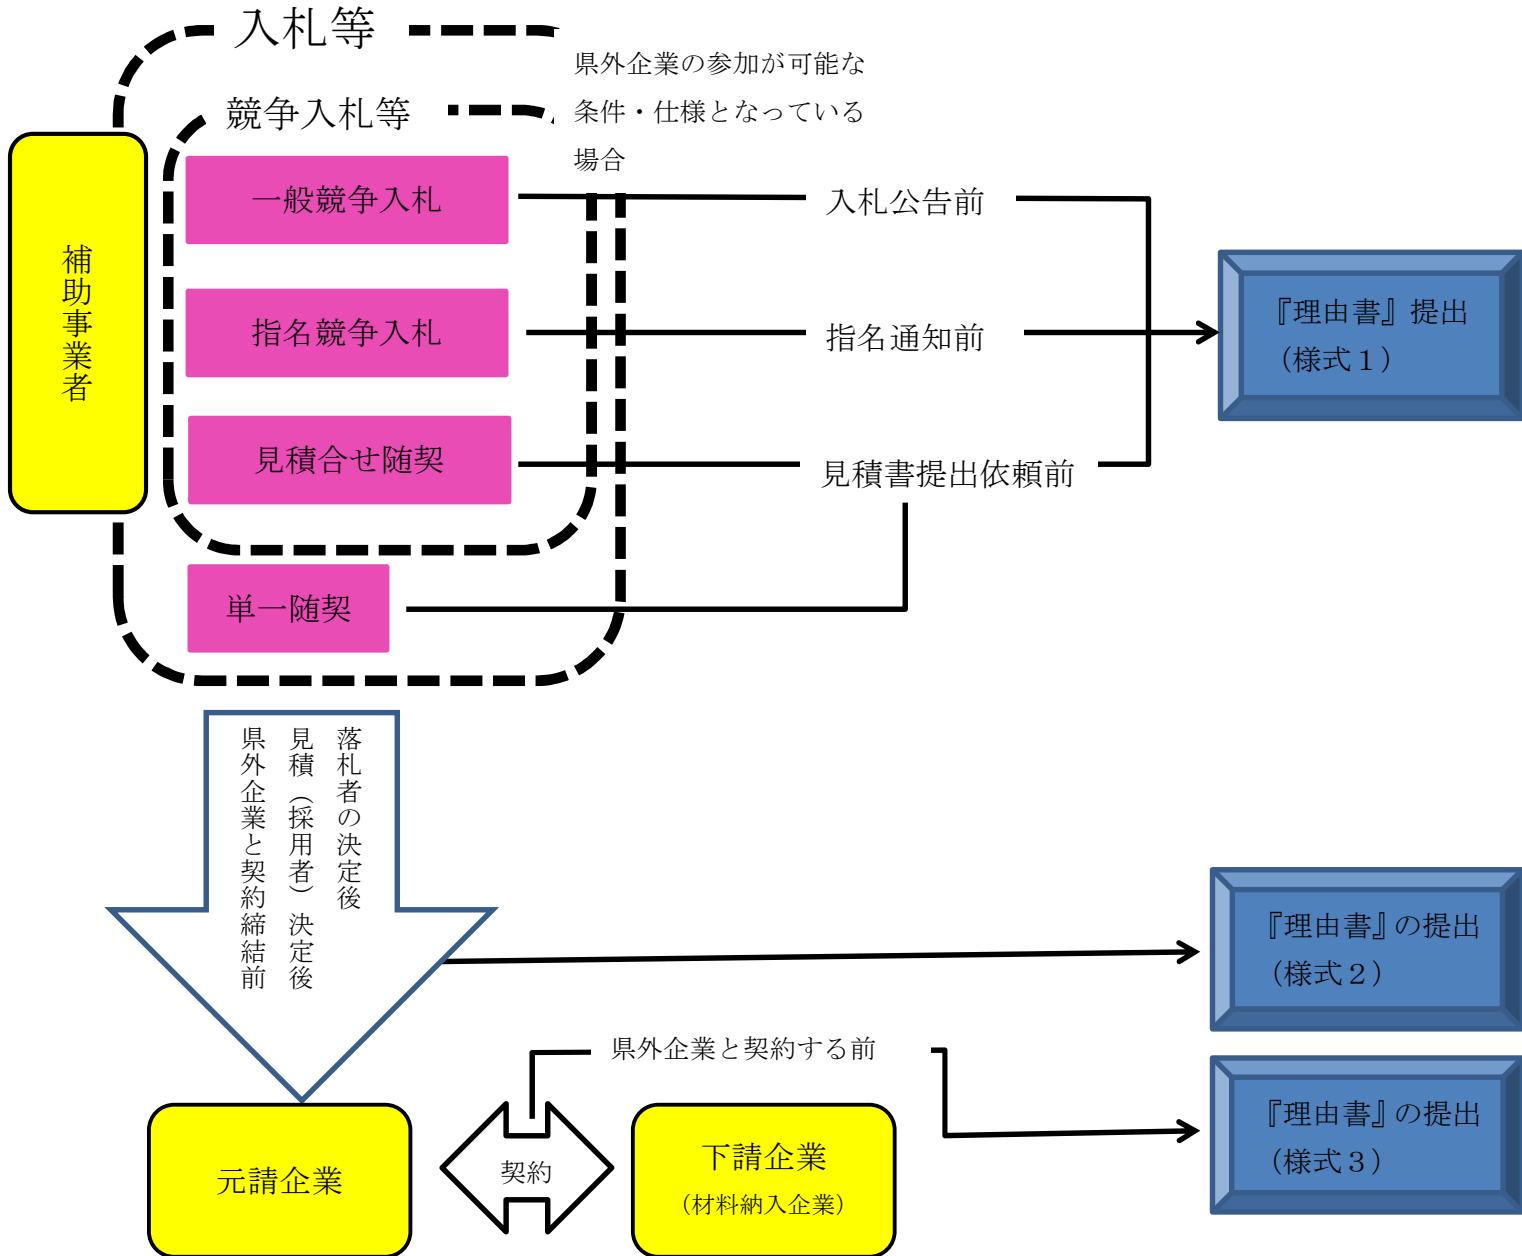 入札等
県外企業の参加が可能な
条件・仕様となっている
場合
競争入札等
補助事業者
一般競争入札
入札公告前
指名競争入札
指名通知前
『理由書』提出
（様式１）
見積合せ随契
見積書提出依頼前
単一随契
落札者の決定後
見積（採用者）決定後
県外企業と契約締結前
『理由書』の提出
（様式２）
県外企業と契約する前
『理由書』の提出
（様式３）
元請企業
契約
下請企業
（材料納入企業）